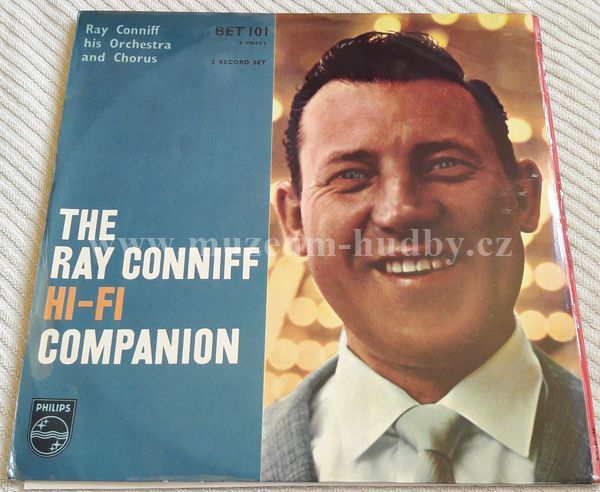 Ray Conniff
his Orchestra
and Chorus
BET 101
2 RECORD SET
THE
RAY CONNIFF
HI-FI
COMPANION
PHILIPS
www.muzeum-hudby.cz